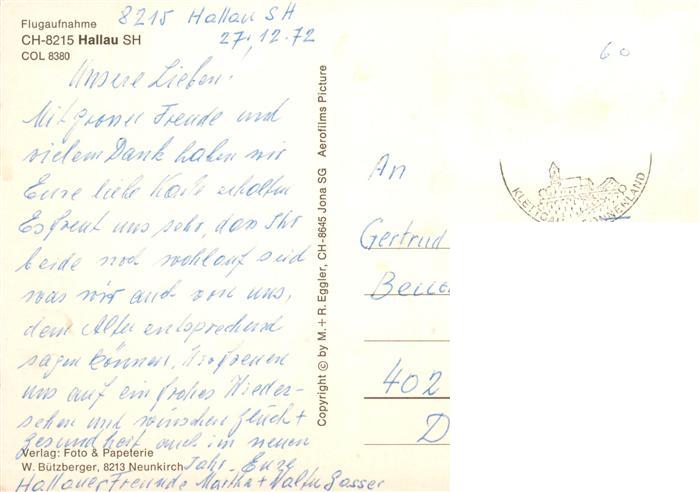 Flugaufnahme
CH-8215 Hallau SH
COL 8380
8215 Hallau SH
27.12.72
Unsere Lieben!
Mit grosser Freude und
vielem Dank haben wir
Eure liebe Karte erhalten
Es freut uns sehr, dass Ihr
beide noch wohlauf seid
was wir auch von uns,
dem Alter entsprechend
sagen können. Wir freuen
uns auf ein frohes Wieder-
sehen und wünschen Glück +
Gesundheit auch im neuen
Jahr. Eure
Hallauer Freunde Martha + Walter Gasser
Verlag: Foto & Papeterie
W. Bützberger, 8213 Neunkirch
Copyright © by M. + R. Eggler, CH-8645 Jona SG Aerofilms Picture
60
KLETTGAU
An
Gertrud
402
D